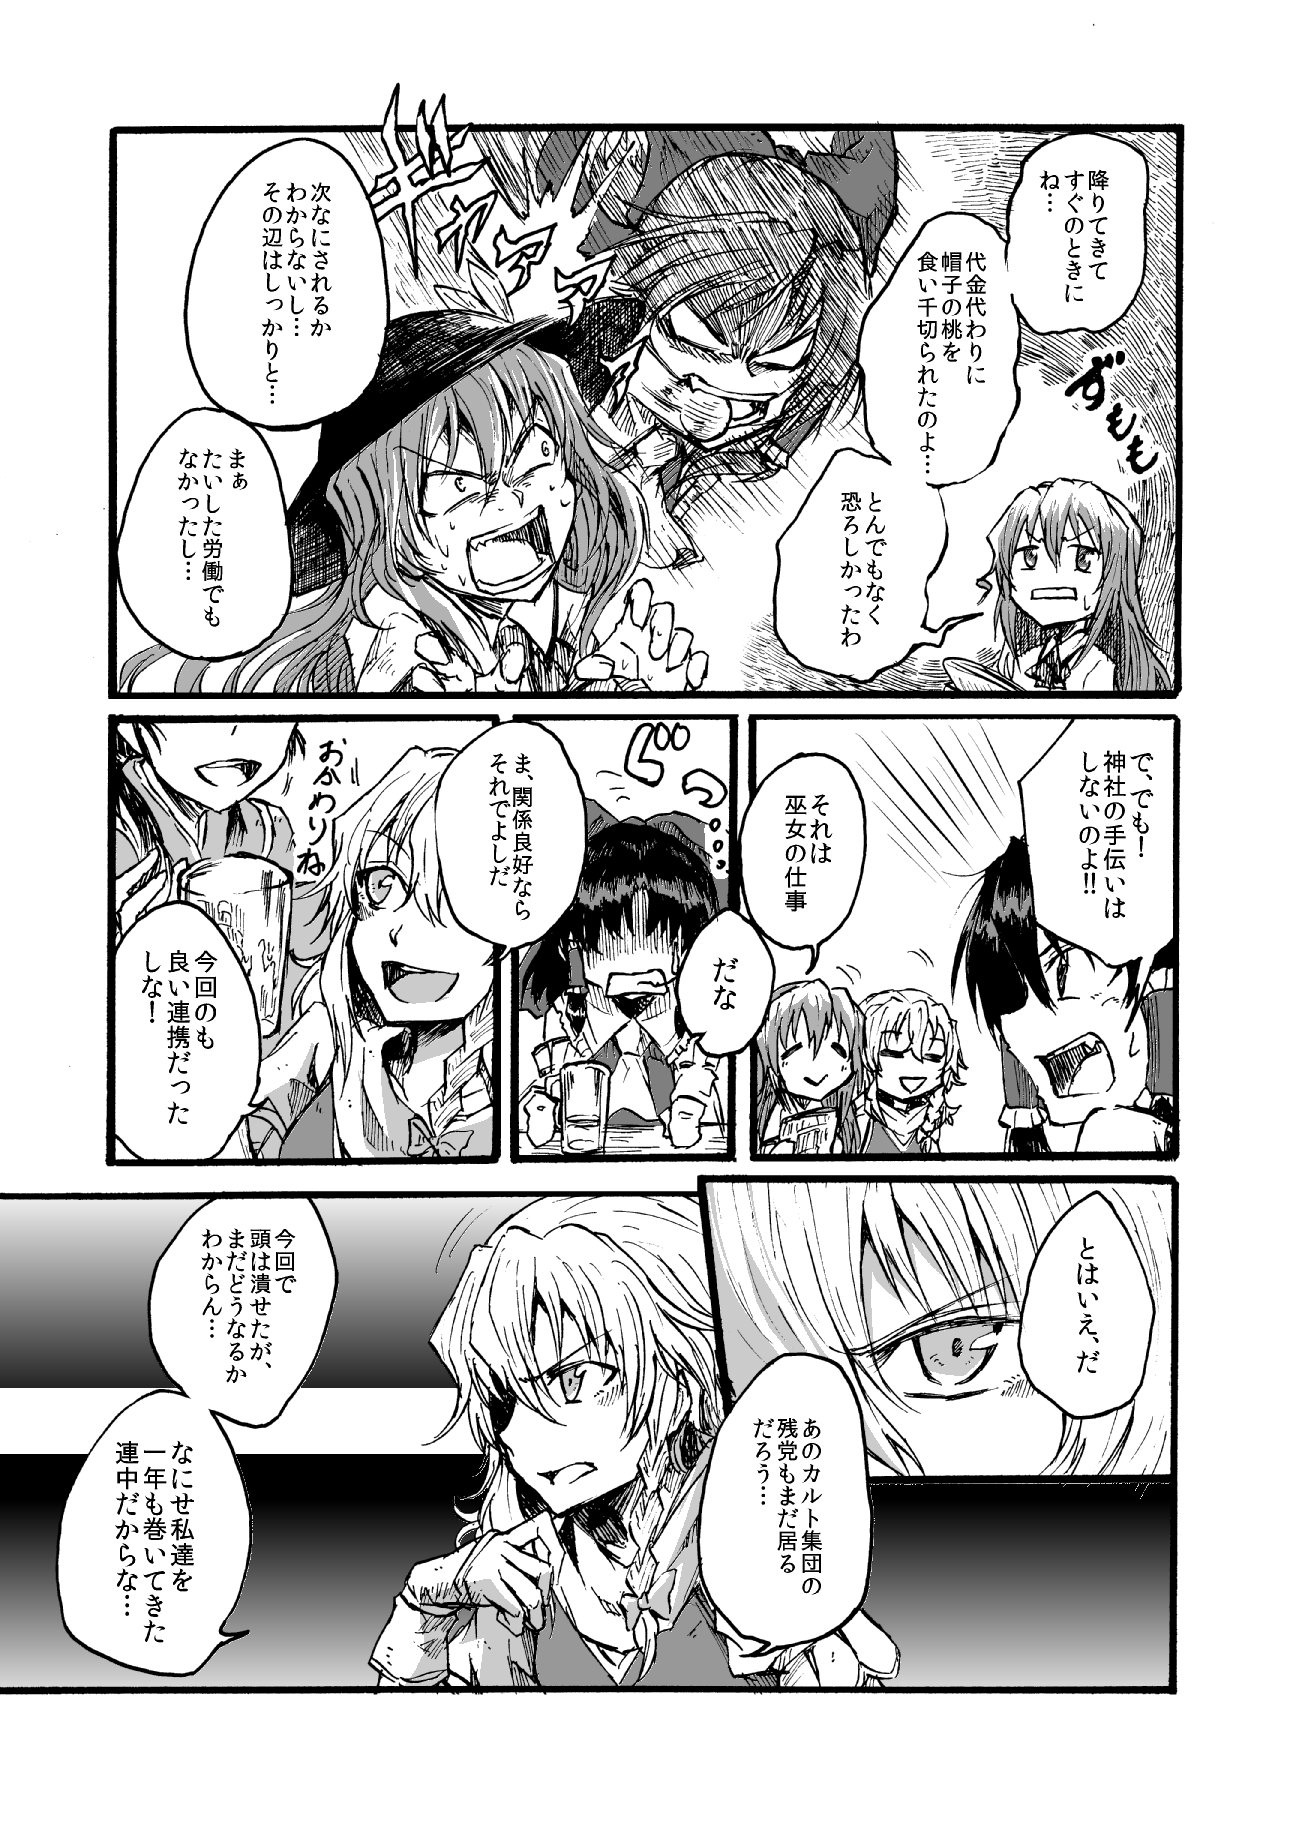 降りてきて
すぐのときに
ね…
代金代わりに
帽子の桃を
食い千切られたのよ…
ずももも
とんでもなく
恐ろしかったわ
ギャアアア
次なにされるか
わからないし…
その辺はしっかりと…
まぁ
たいした労働でも
なかったし…
で、でも!
神社の手伝いは
しないのよ!!
それは
巫女の仕事
だな
ま、関係良好なら
それでよしだ
おかわりね
今回のも
良い連携だった
しな!
とはいえ、だ
あのカルト集団の
残党もまだ居る
だろう…
今回で
頭は潰せたが、
まだどうなるか
わからん…
なにせ私達を
一年も巻いてきた
連中だからな…